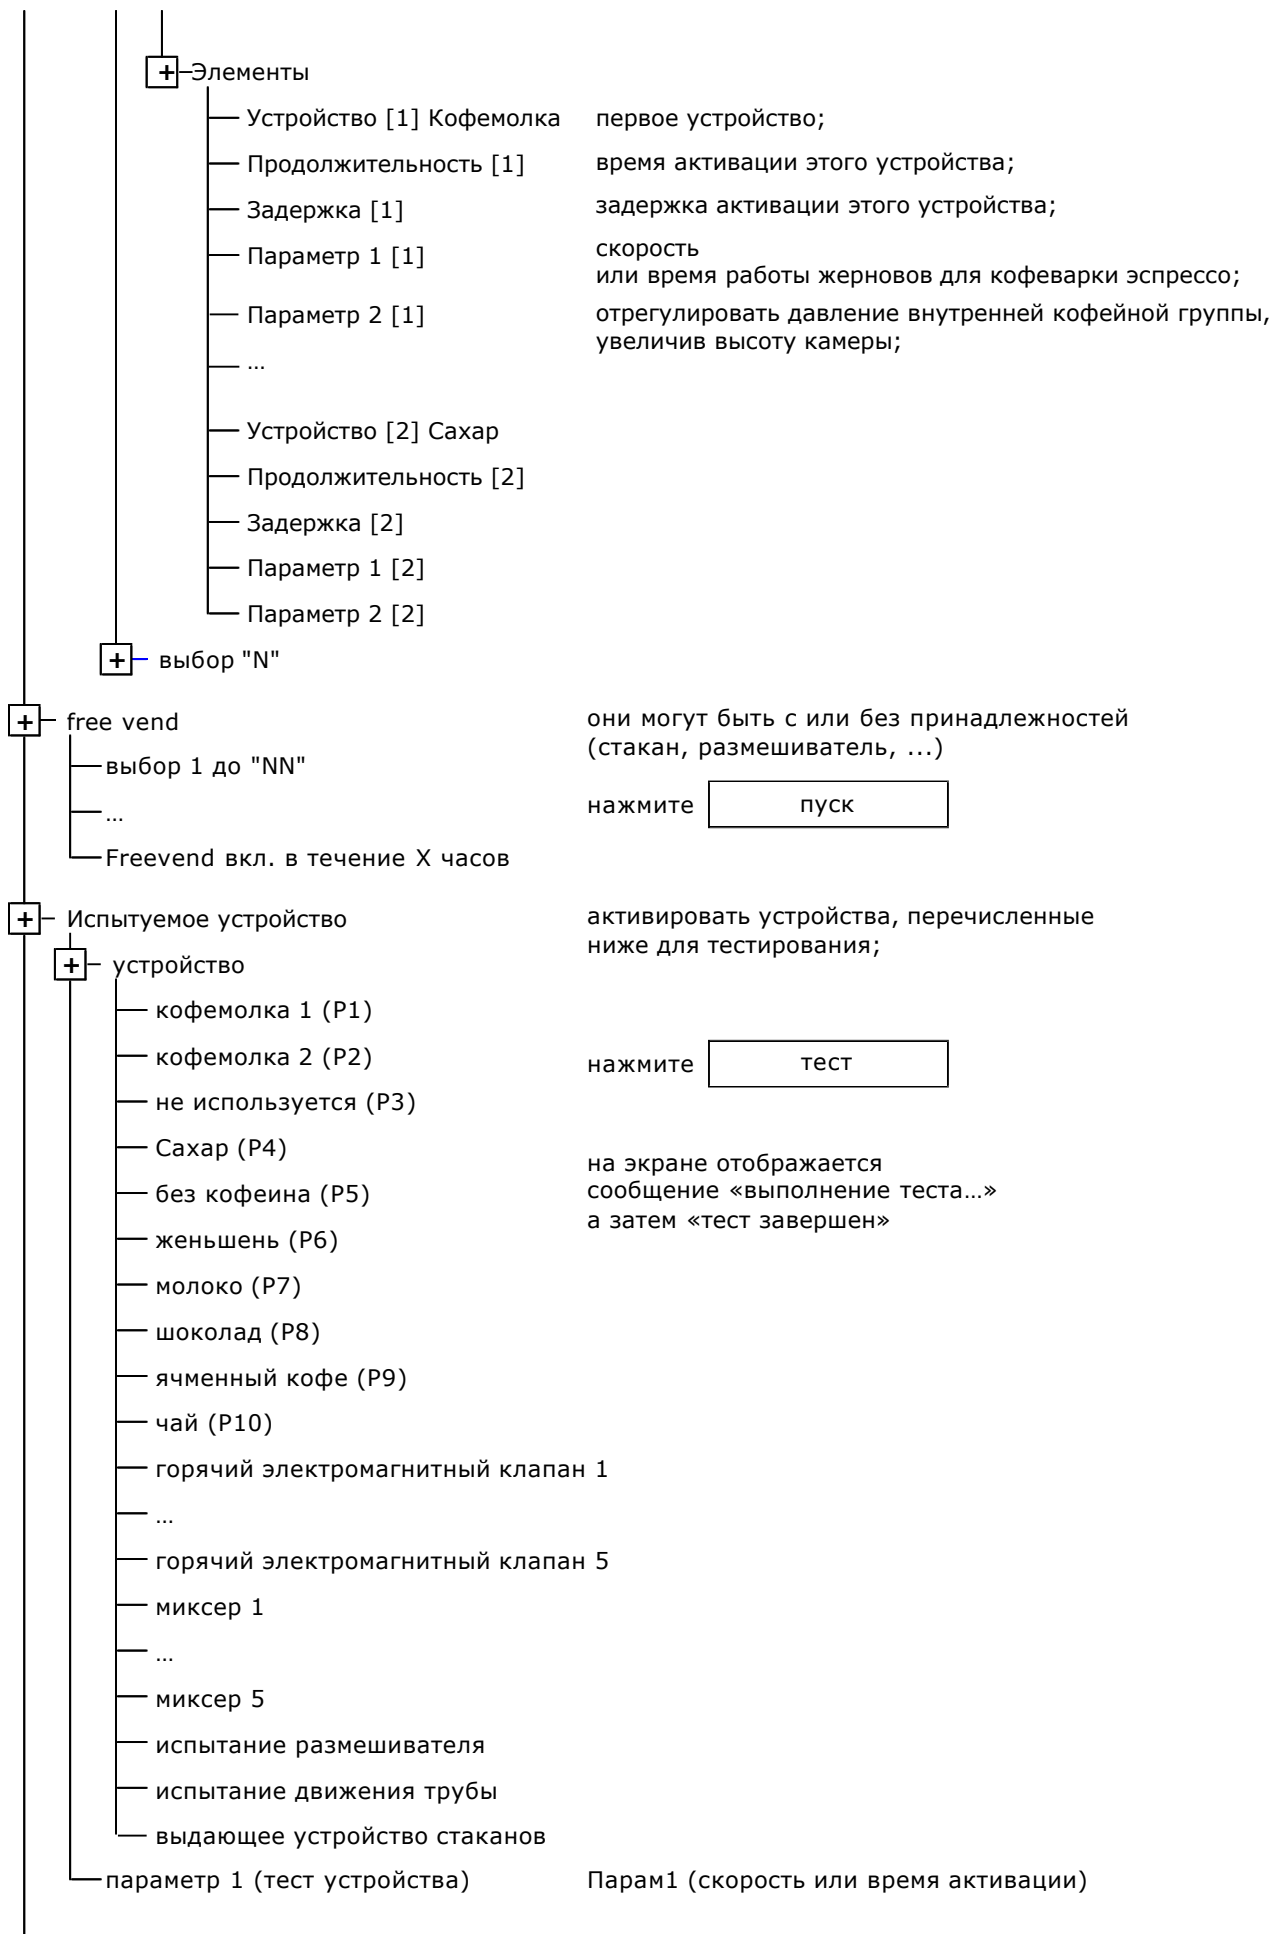 + Элементы
Устройство [1] Кофемолка первое устройство;
Продолжительность [1] время активации этого устройства;
Задержка [1] задержка активации этого устройства;
Параметр 1 [1] скорость
или время работы жерновов для кофеварки эспрессо;
Параметр 2 [1] отрегулировать давление внутренней кофейной группы,
увеличив высоту камеры;
…
Устройство [2] Сахар
Продолжительность [2]
Задержка [2]
Параметр 1 [2]
Параметр 2 [2]
+ выбор "N"
+ free vend они могут быть с или без принадлежностей
(стакан, размешиватель, ...)
выбор 1 до "NN"
… нажмите пуск
Freevend вкл. в течение X часов
+ Испытуемое устройство активировать устройства, перечисленные
ниже для тестирования;
+ устройство
кофемолка 1 (P1)
кофемолка 2 (P2) нажмите тест
не используется (P3)
Сахар (P4)
на экране отображается
без кофеина (P5) сообщение «выполнение теста…»
а затем «тест завершен»
женьшень (P6)
молоко (P7)
шоколад (P8)
ячменный кофе (P9)
чай (P10)
горячий электромагнитный клапан 1
…
горячий электромагнитный клапан 5
миксер 1
…
миксер 5
испытание размешивателя
испытание движения трубы
выдающее устройство стаканов
параметр 1 (тест устройства) Парам1 (скорость или время активации)